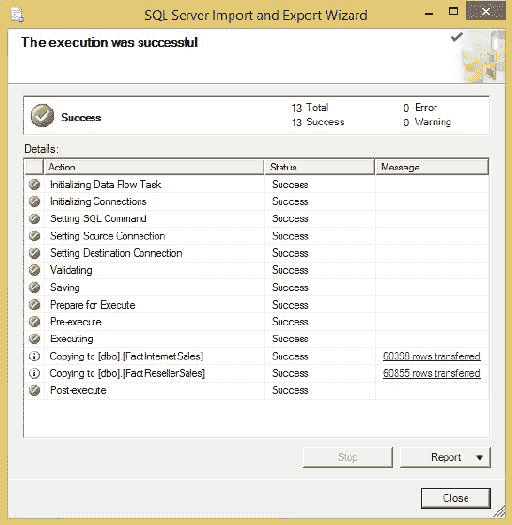 SQL Server Import and Export Wizard
The execution was successful
Success
13 Total 0 Error
13 Success 0 Warning
Details:
Action Status Message
Initializing Data Flow Task Success
Initializing Connections Success
Setting SQL Command Success
Setting Source Connection Success
Setting Destination Connection Success
Validating Success
Saving Success
Prepare for Execute Success
Pre-execute Success
Executing Success
Copying to [dbo].[FactInternetSales] Success 60398 rows transferred
Copying to [dbo].[FactResellerSales] Success 60855 rows transferred
Post-execute Success
Stop Report
Close